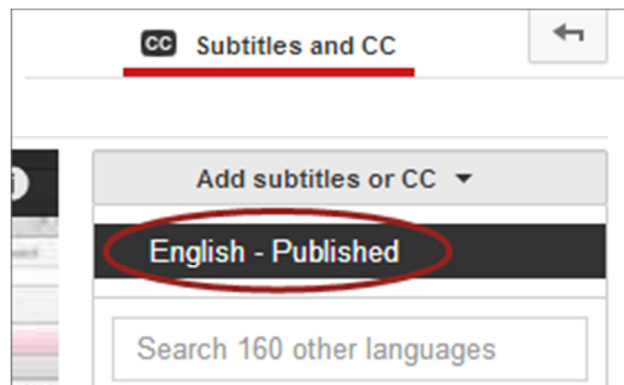 CC Subtitles and CC
Add subtitles or CC
English - Published
Search 160 other languages